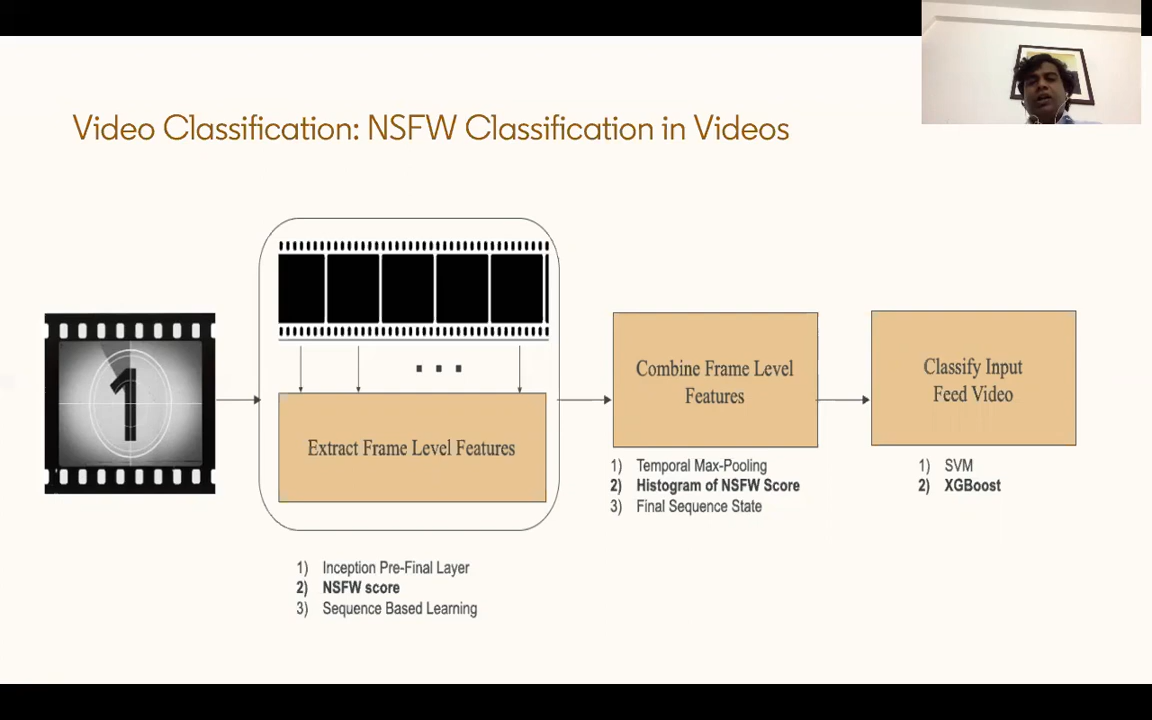 Video Classification: NSFW Classification in Videos
1
Extract Frame Level Features
1) Inception Pre-Final Layer
2) NSFW score
3) Sequence Based Learning
Combine Frame Level
Features
1) Temporal Max-Pooling
2) Histogram of NSFW Score
3) Final Sequence State
Classify Input
Feed Video
1) SVM
2) XGBoost